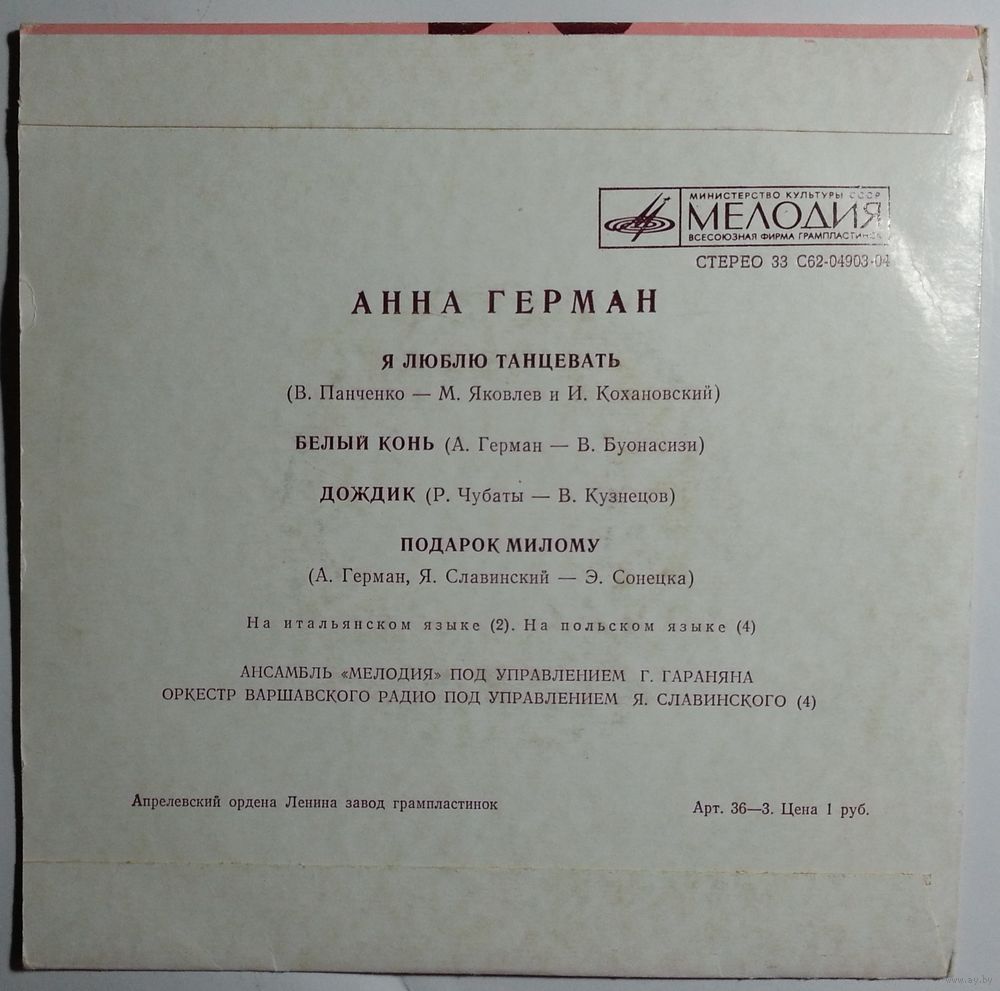 МИНИСТЕРСТВО КУЛЬТУРЫ СССР
МЕЛОДИЯ
ВСЕСОЮЗНАЯ ФИРМА ГРАМПЛАСТИНОК
СТЕРЕО 33 С62-04903-04
АННА ГЕРМАН
Я ЛЮБЛЮ ТАНЦЕВАТЬ
(В. Панченко — М. Яковлев и И. Кохановский)
БЕЛЫЙ КОНЬ (А. Герман — В. Буонасизи)
ДОЖДИК (Р. Чубаты — В. Кузнецов)
ПОДАРОК МИЛОМУ
(А. Герман, Я. Славинский — Э. Сонецка)
На итальянском языке (2). На польском языке (4)
АНСАМБЛЬ «МЕЛОДИЯ» ПОД УПРАВЛЕНИЕМ Г. ГАРАНЯНА
ОРКЕСТР ВАРШАВСКОГО РАДИО ПОД УПРАВЛЕНИЕМ Я. СЛАВИНСКОГО (4)
Апрелевский ордена Ленина завод грампластинок
Арт. 36—3. Цена 1 руб.
www.ay.by